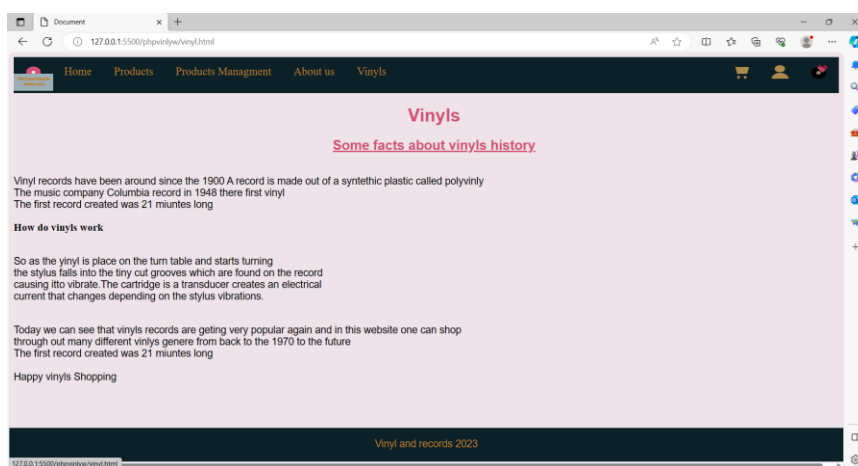 Document
127.0.0.1:5500/phpvinlyw/vinyl.html
Home Products Products Managment About us Vinyls
Vinyls
Some facts about vinyls history
Vinyl records have been around since the 1900 A record is made out of a syntethic plastic called polyvinly
The music company Columbia record in 1948 there first vinyl
The first record created was 21 miuntes long
How do vinyls work
So as the yinyl is place on the turn table and starts turning
the stylus falls into the tiny cut grooves which are found on the record
causing itto vibrate.The cartridge is a transducer creates an electrical
current that changes depending on the stylus vibrations.
Today we can see that vinyls records are geting very popular again and in this website one can shop
through out many different vinlys genere from back to the 1970 to the future
The first record created was 21 miuntes long
Happy vinyls Shopping
Vinyl and records 2023
127.0.0.1:5500/phpvinlyw/vinyl.html